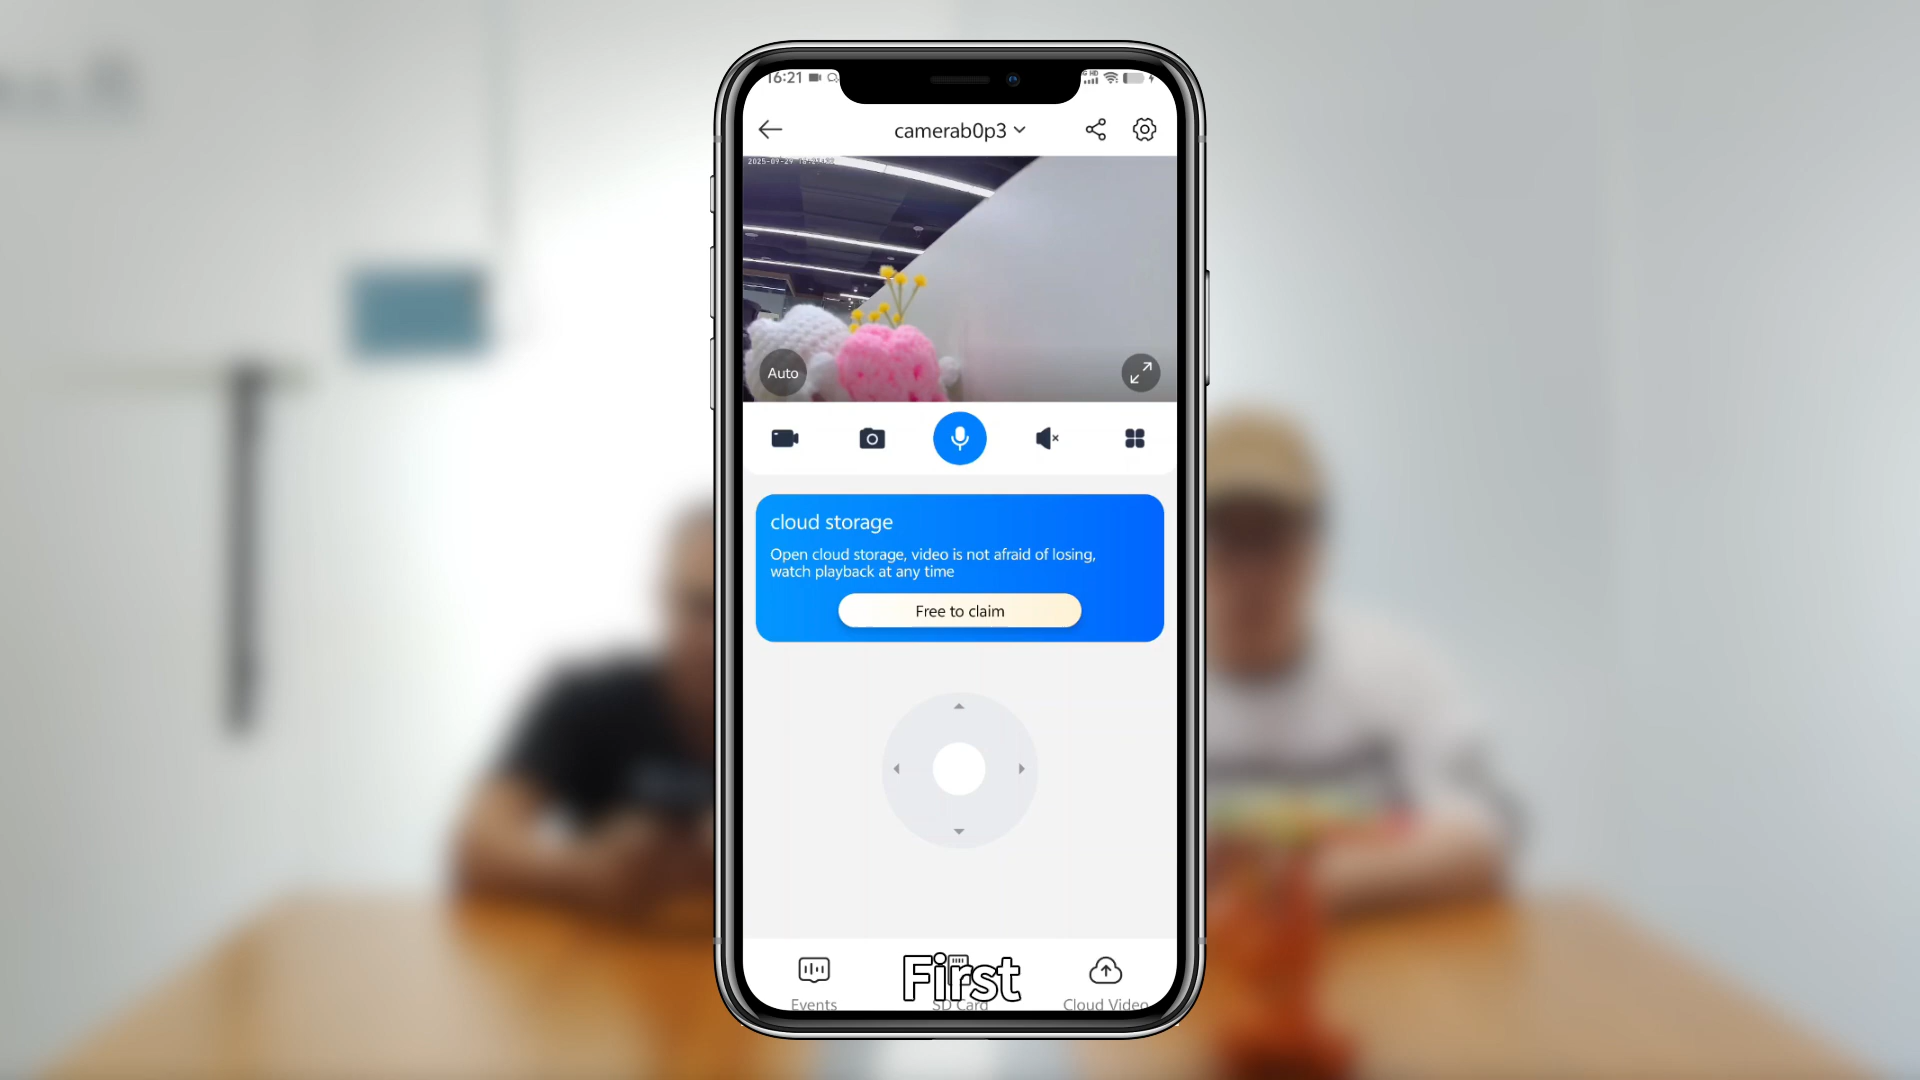 16:21
camerab0p3
Auto
cloud storage
Open cloud storage, video is not afraid of losing,
watch playback at any time
Free to claim
First
Events
SD Card
Cloud Video